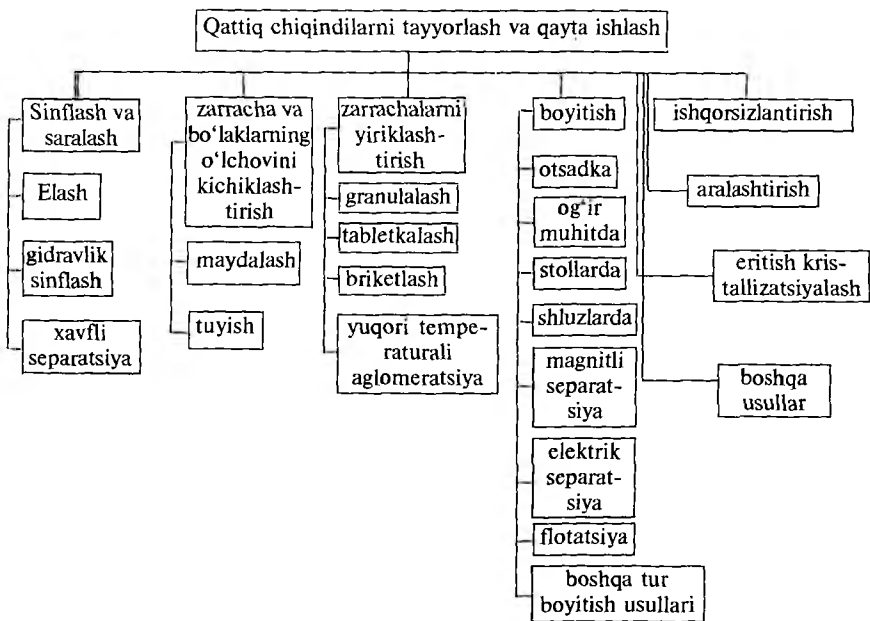 Qattiq chiqindilarni tayyorlash va qayta ishlash
Sinflash va
saralash
Elash
gidravlik
sinflash
xavfli
separatsiya
zarracha va
bo‘laklarning
o‘lchovini
kichiklash-
tirish
maydalash
tuyish
zarrachalarni
yiriklash-
tirish
granulalash
tabletkalash
briketlash
yuqori tempe-
raturali
aglomeratsiya
boyitish
otsadka
og‘ir
muhitda
stollarda
shluzlarda
magnitli
separat-
siya
elektrik
separat-
siya
flotatsiya
boshqa tur
boyitish usullari
ishqorsizlantirish
aralashtirish
eritish kris-
tallizatsiyalash
boshqa
usullar